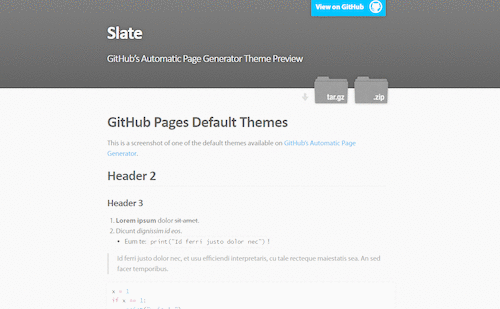 View on GitHub
Slate
GitHub's Automatic Page Generator Theme Preview
tar.gz
.zip
GitHub Pages Default Themes
This is a screenshot of one of the default themes available on GitHub's Automatic Page
Generator.
Header 2
Header 3
1. Lorem ipsum dolor sit amet.
2. Dicunt dignissim id eos.
• Eum te: print("Id ferri justo dolor nec")!
Id ferri justo dolor nec, et usu efficiendi interpretaris, cu tale recteque maiestatis sea. An sed
facer temporibus.
x = 1
if x == 1: